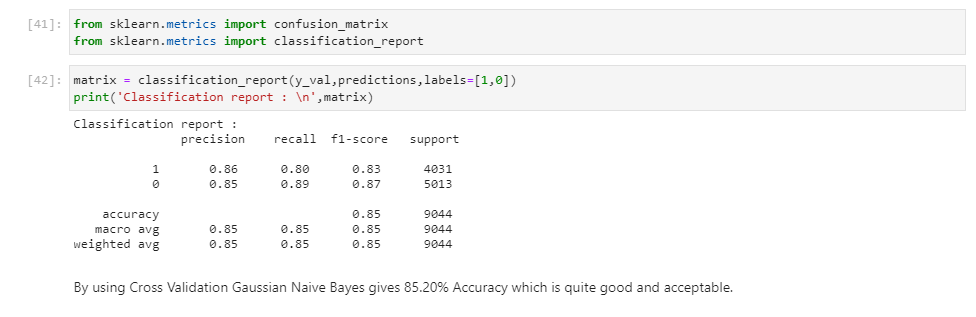 [41]: from sklearn.metrics import confusion_matrix
from sklearn.metrics import classification_report
[42]: matrix = classification_report(y_val,predictions,labels=[1,0])
print('Classification report : \n',matrix)
Classification report :
precision recall f1-score support
1 0.86 0.80 0.83 4031
0 0.85 0.89 0.87 5013
accuracy 0.85 9044
macro avg 0.85 0.85 0.85 9044
weighted avg 0.85 0.85 0.85 9044
By using Cross Validation Gaussian Naive Bayes gives 85.20% Accuracy which is quite good and acceptable.